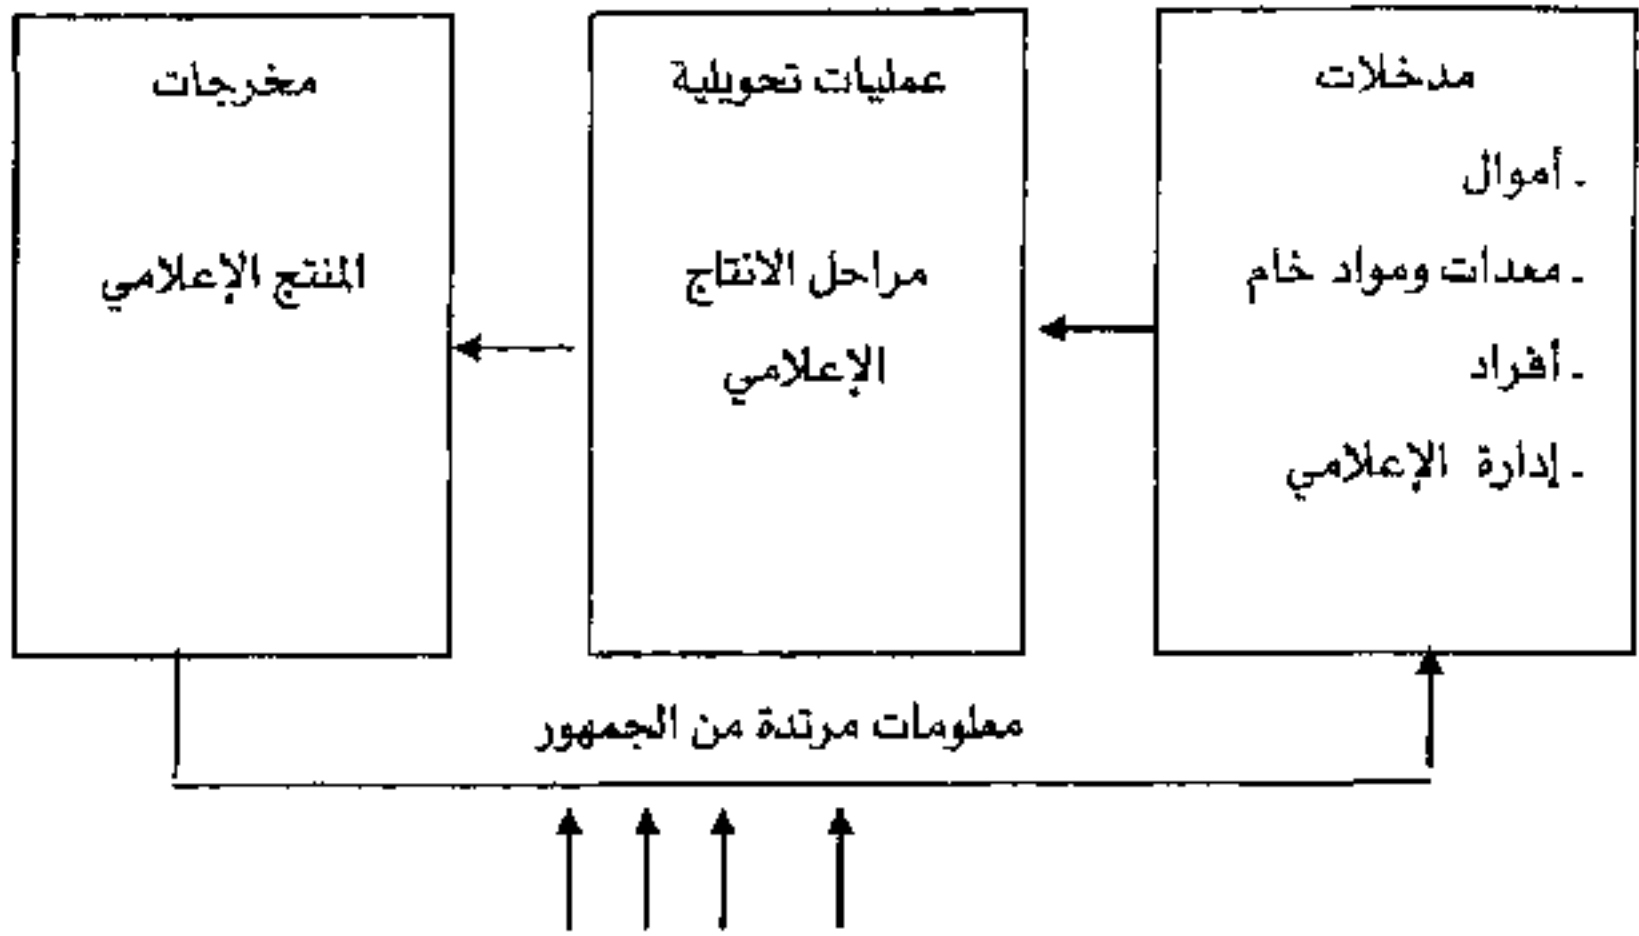 مدخلات
- أموال
- معدات ومواد خام
- أفراد
- إدارة الإعلامي
عمليات تحويلية
مراحل الانتاج
الإعلامي
مخرجات
المنتج الإعلامي
معلومات مرتدة من الجمهور